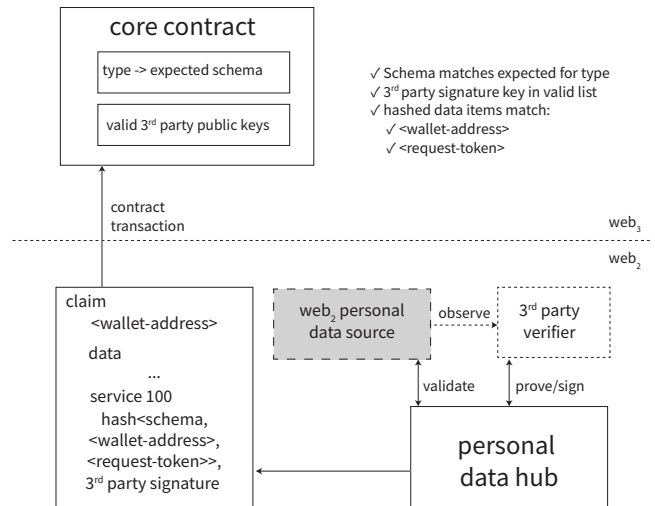 core contract
type -> expected schema
valid 3rd party public keys
✓ Schema matches expected for type
✓ 3rd party signature key in valid list
✓ hashed data items match:
✓ <wallet-address>
✓ <request-token>
contract
transaction
web3
web2
claim
<wallet-address>
data
...
service 100
hash<schema,
<wallet-address>,
<request-token>>,
3rd party signature
web2 personal
data source
observe
3rd party
verifier
validate
prove/sign
personal
data hub